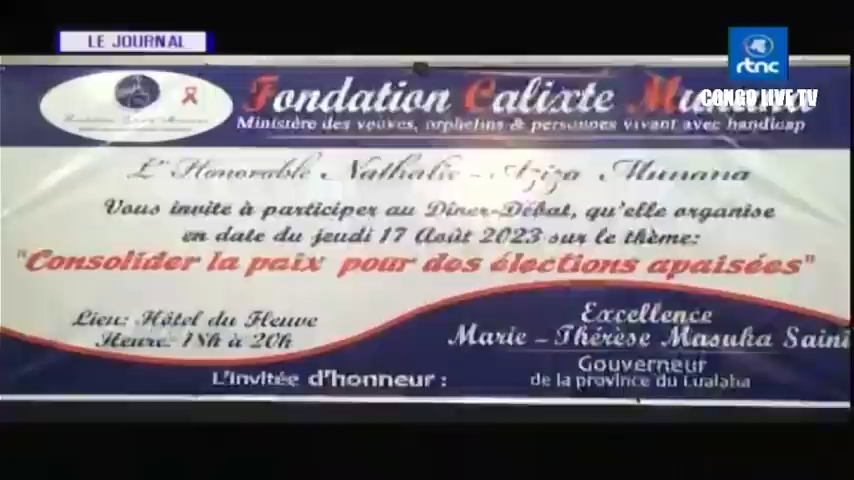 LE JOURNAL
rtnc
CONGO LIVE TV
Fondation Calixte Munana
Ministère des veuves, orphelins & personnes vivant avec handicap
L'Honorable Nathalie - Aziza Munana
Vous invite à participer au Dîner-Débat, qu'elle organise
en date du jeudi 17 Août 2023 sur le thème:
"Consolider la paix pour des élections apaisées"
Lieu: Hôtel du Fleuve
Heure: 18h à 20h
Excellence
Marie - Thérèse Masuka Saini
Gouverneur
de la province du Lualaba
L'invitée d'honneur :